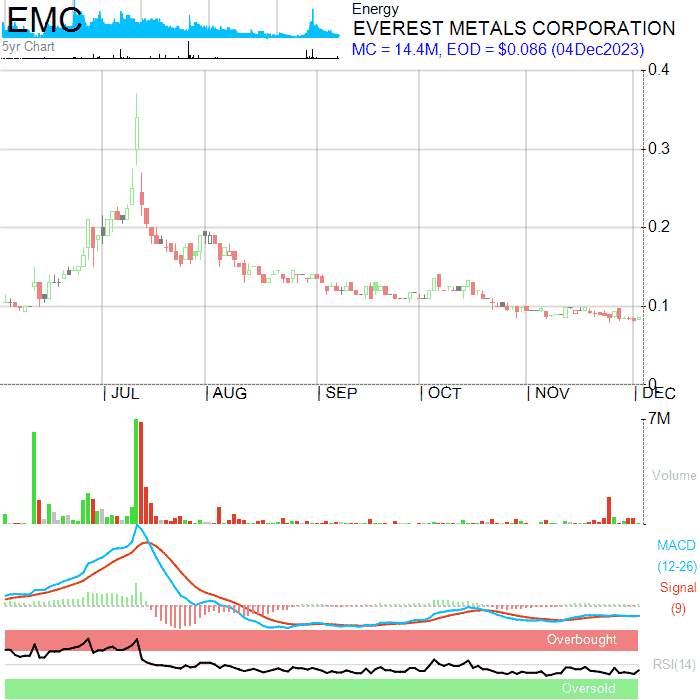 EMC
5yr Chart
Energy
EVEREST METALS CORPORATION
MC = 14.4M, EOD = $0.086 (04Dec2023)
0.4
0.3
0.2
0.1
0
JUL AUG SEP OCT NOV DEC
7M
Volume
MACD
(12-26)
Signal
(9)
Overbought
RSI(14)
Oversold